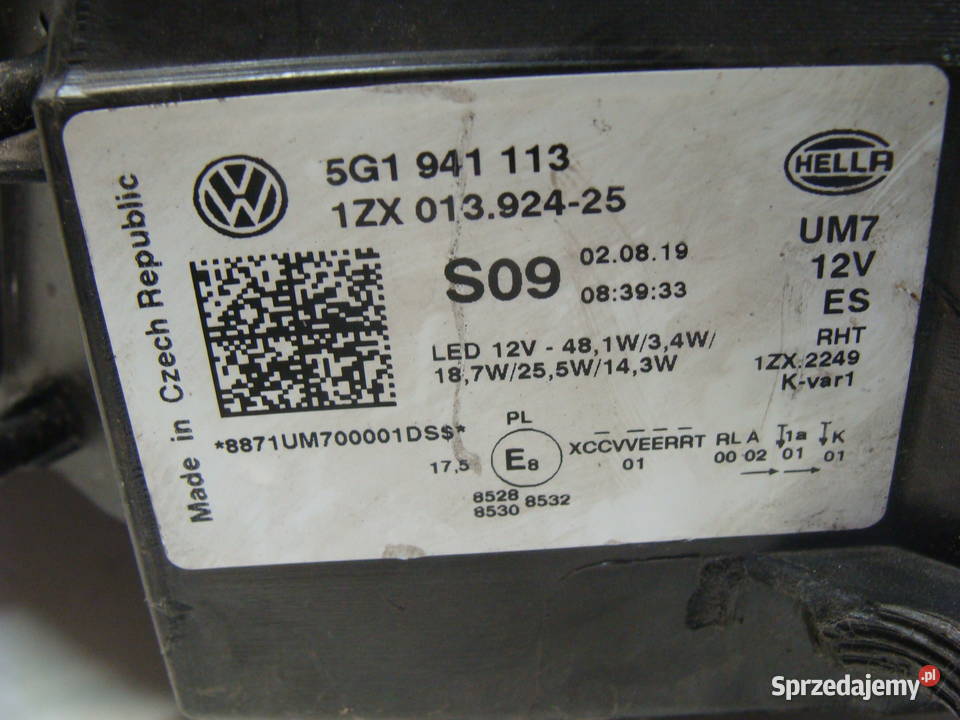 Made in Czech Republic
5G1 941 113
1ZX 013.924-25
S09
02.08.19
08:39:33
HELLA
UM7
12V
ES
RHT
1ZX.2249
K-var1
LED 12V - 48,1W/3,4W/
18,7W/25,5W/14,3W
*8871UM700001DS$*
17,5
PL
E8
8528
8530 8532
XCCVVEERRT RL A 1a K
01 00 02 01 01
Sprzedajemy.pl